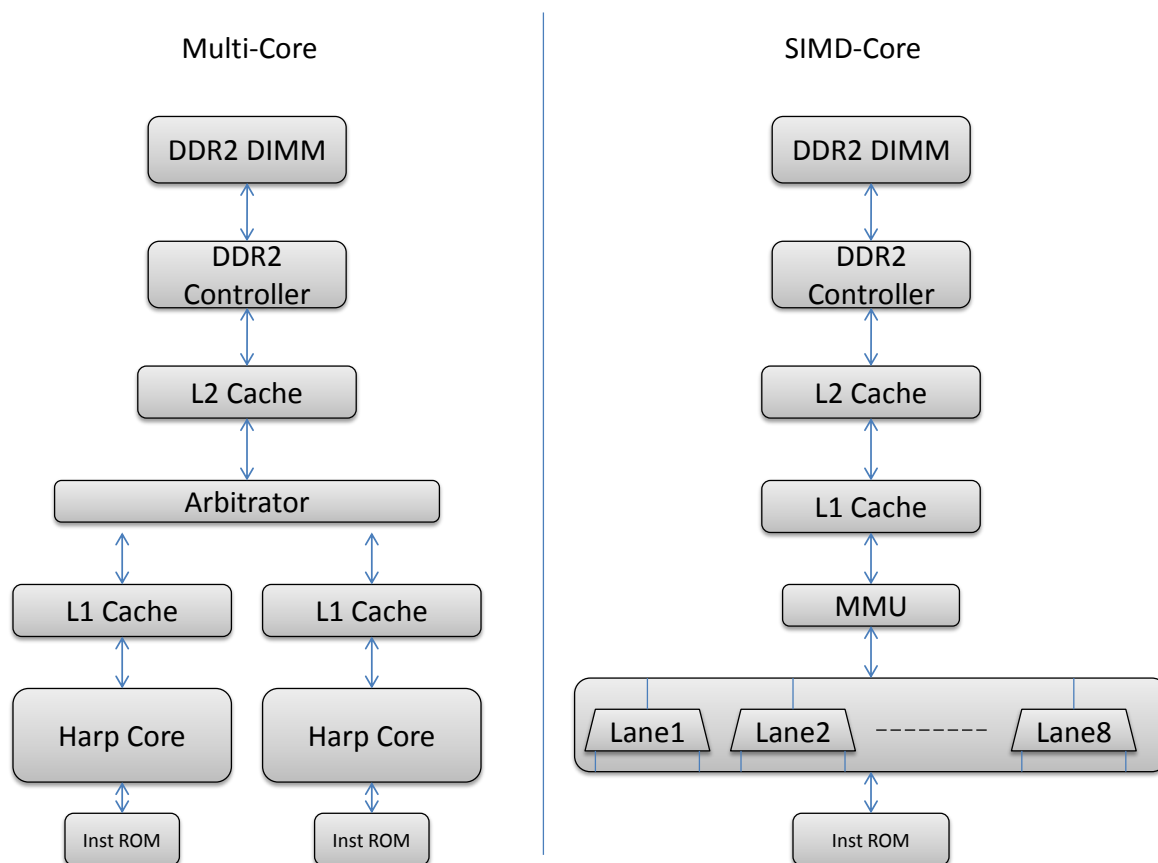 Multi-Core
DDR2 DIMM
DDR2
Controller
L2 Cache
Arbitrator
L1 Cache
L1 Cache
Harp Core
Harp Core
Inst ROM
Inst ROM
SIMD-Core
DDR2 DIMM
DDR2
Controller
L2 Cache
L1 Cache
MMU
Lane1
Lane2
Lane8
Inst ROM